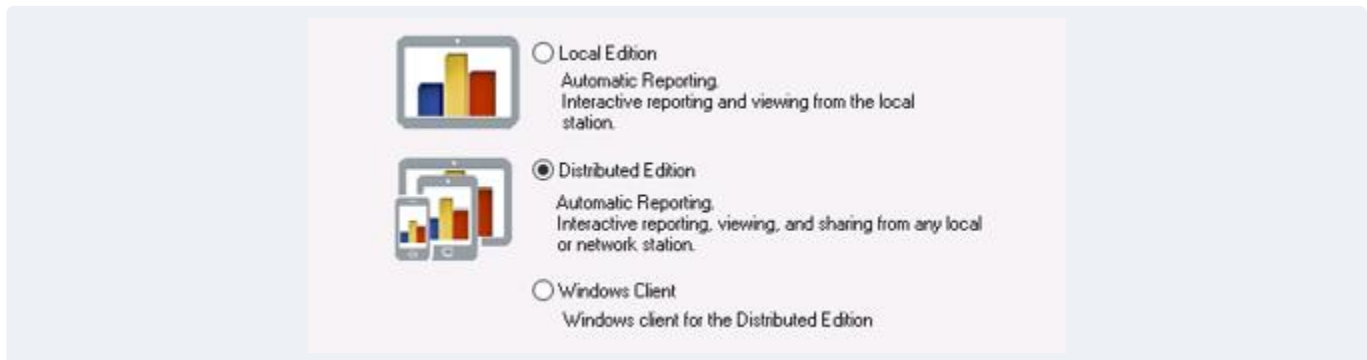 Local Edition
Automatic Reporting.
Interactive reporting and viewing from the local
station.
Distributed Edition
Automatic Reporting.
Interactive reporting, viewing, and sharing from any local
or network station.
Windows Client
Windows client for the Distributed Edition